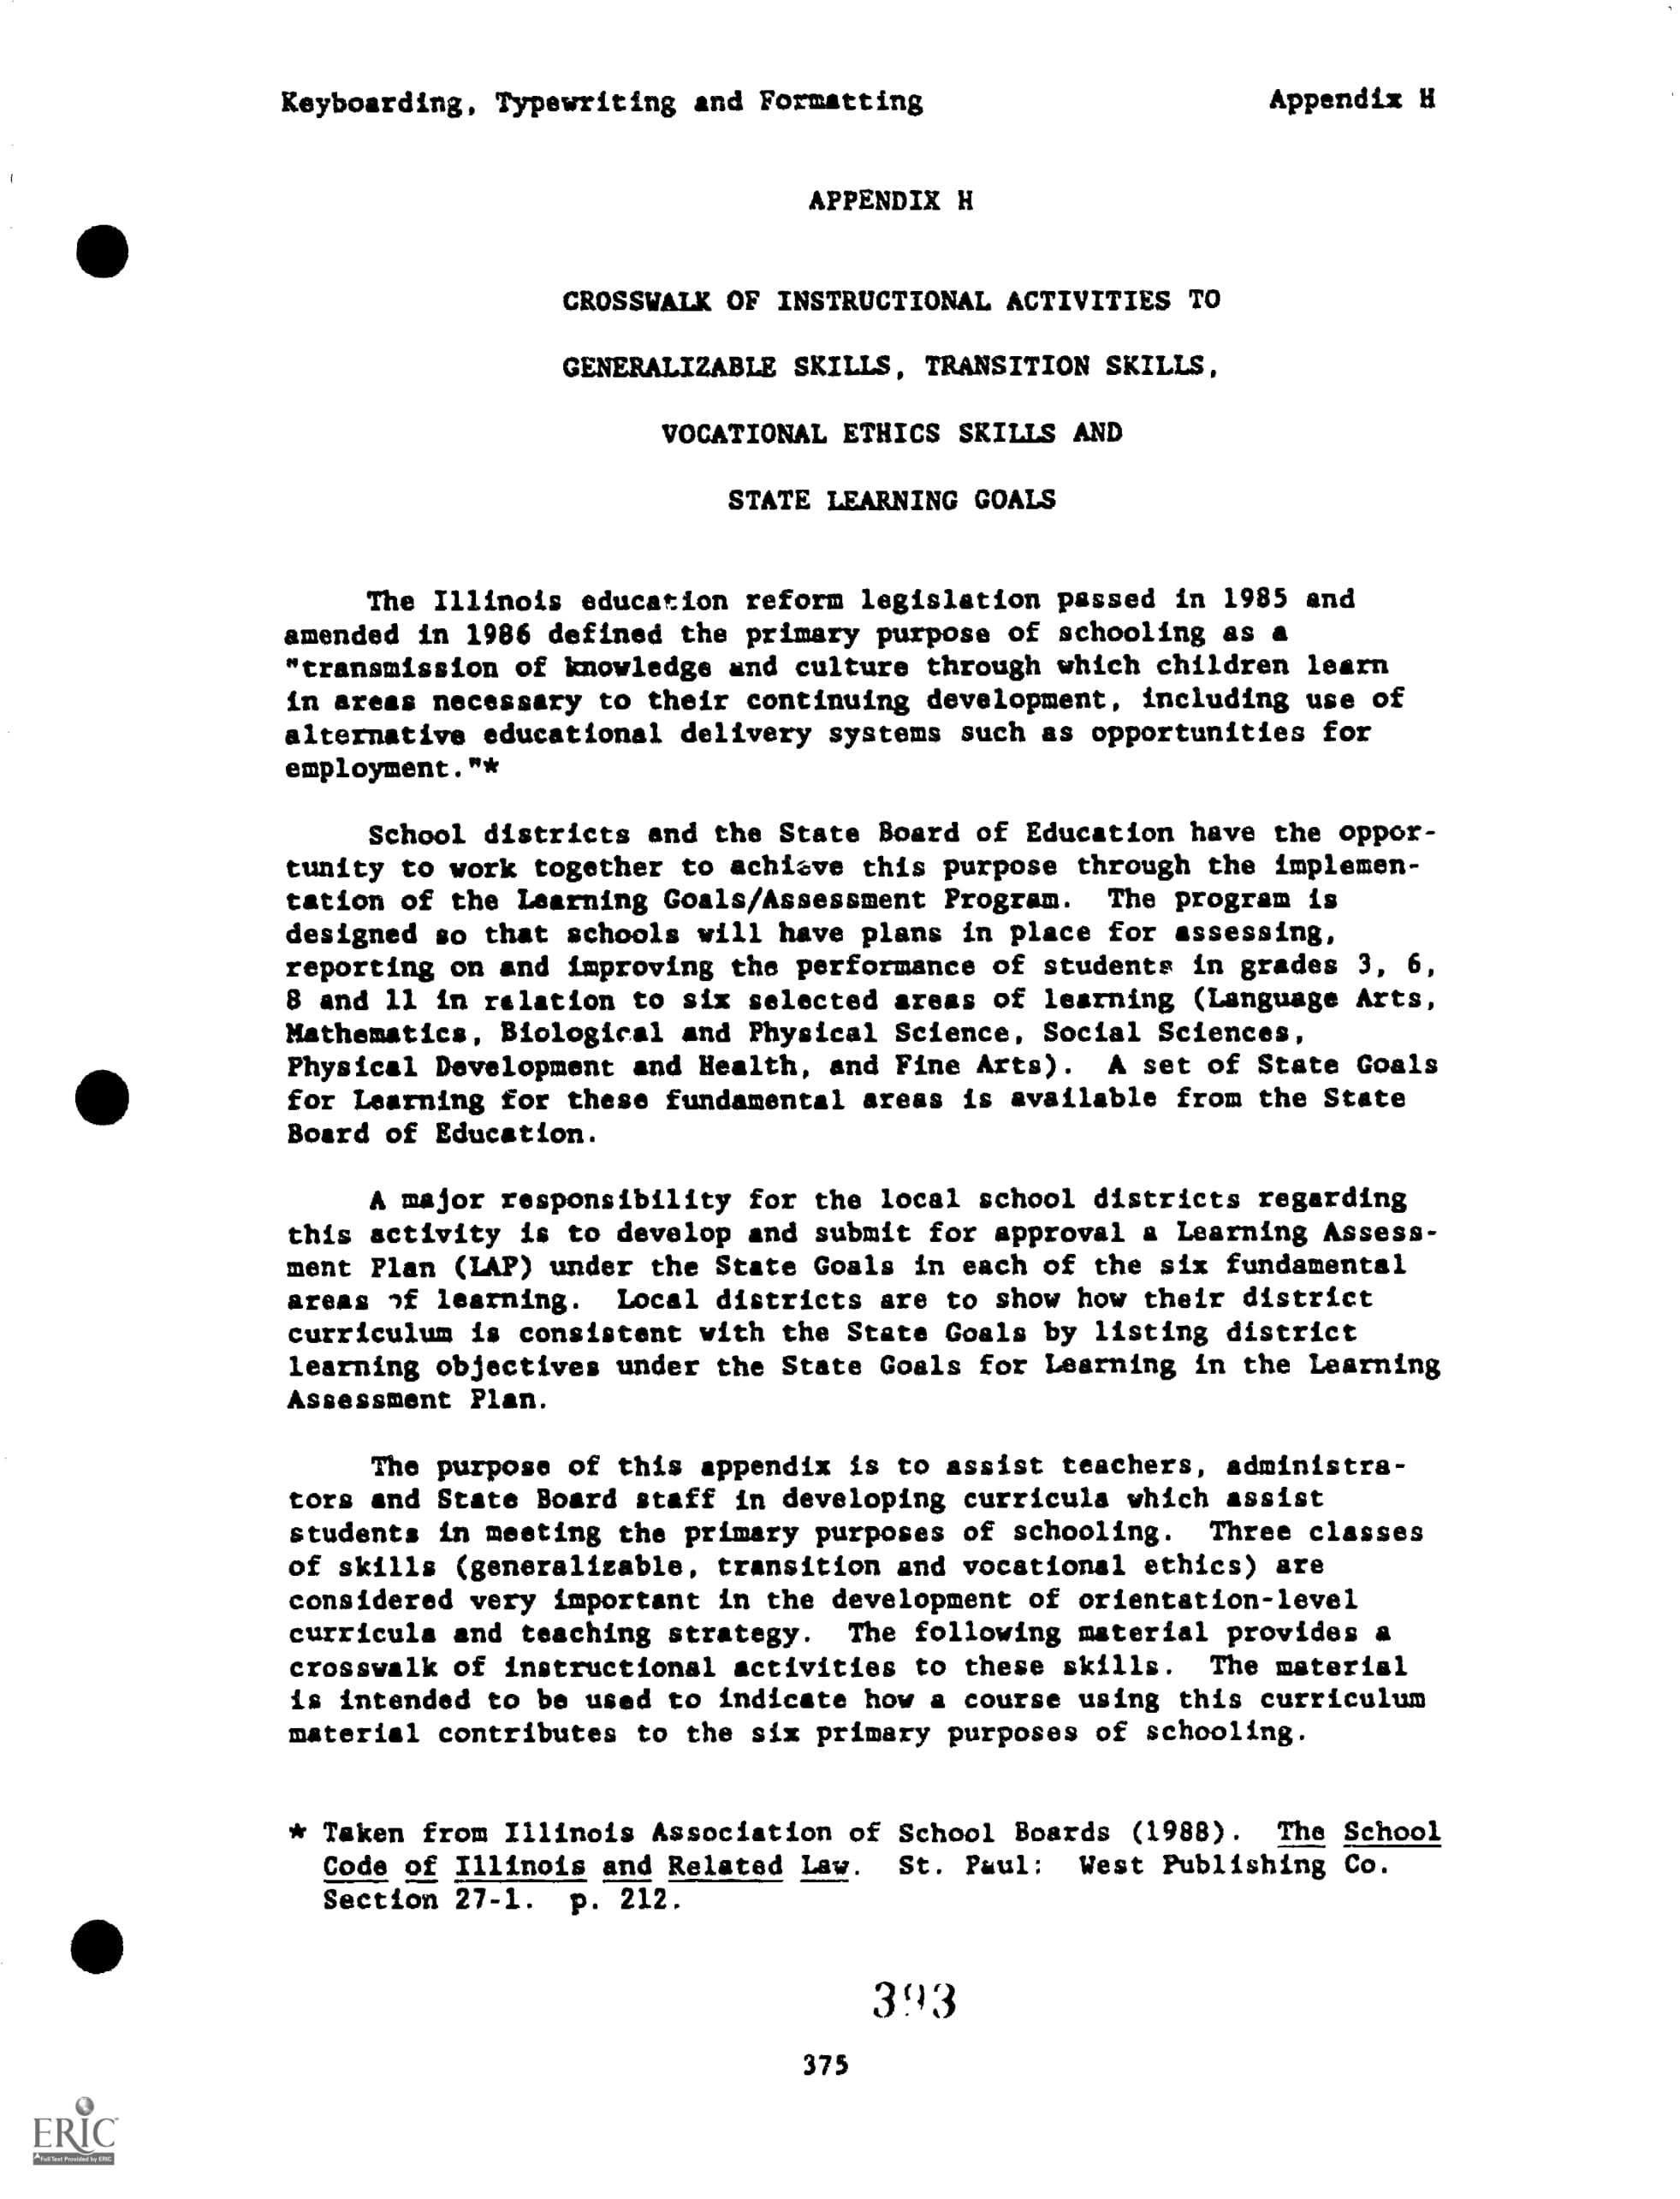 Keyboarding, Typewriting and Formatting Appendix H
APPENDIX H
CROSSWALK OF INSTRUCTIONAL ACTIVITIES TO
GENERALIZABLE SKILLS, TRANSITION SKILLS,
VOCATIONAL ETHICS SKILLS AND
STATE LEARNING GOALS
The Illinois education reform legislation passed in 1985 and
amended in 1986 defined the primary purpose of schooling as a
"transmission of knowledge and culture through which children learn
in areas necessary to their continuing development, including use of
alternative educational delivery systems such as opportunities for
employment."*
School districts and the State Board of Education have the oppor-
tunity to work together to achieve this purpose through the implemen-
tation of the Learning Goals/Assessment Program. The program is
designed so that schools will have plans in place for assessing,
reporting on and improving the performance of students in grades 3, 6,
8 and 11 in relation to six selected areas of learning (Language Arts,
Mathematics, Biological and Physical Science, Social Sciences,
Physical Development and Health, and Fine Arts). A set of State Goals
for Learning for these fundamental areas is available from the State
Board of Education.
A major responsibility for the local school districts regarding
this activity is to develop and submit for approval a Learning Assess-
ment Plan (LAP) under the State Goals in each of the six fundamental
areas of learning. Local districts are to show how their district
curriculum is consistent with the State Goals by listing district
learning objectives under the State Goals for Learning in the Learning
Assessment Plan.
The purpose of this appendix is to assist teachers, administra-
tors and State Board staff in developing curricula which assist
students in meeting the primary purposes of schooling. Three classes
of skills (generalizable, transition and vocational ethics) are
considered very important in the development of orientation-level
curricula and teaching strategy. The following material provides a
crosswalk of instructional activities to these skills. The material
is intended to be used to indicate how a course using this curriculum
material contributes to the six primary purposes of schooling.
* Taken from Illinois Association of School Boards (1988). The School
Code of Illinois and Related Law. St. Paul: West Publishing Co.
Section 27-1. p. 212.
393
375
ERIC
Full Text Provided by ERIC